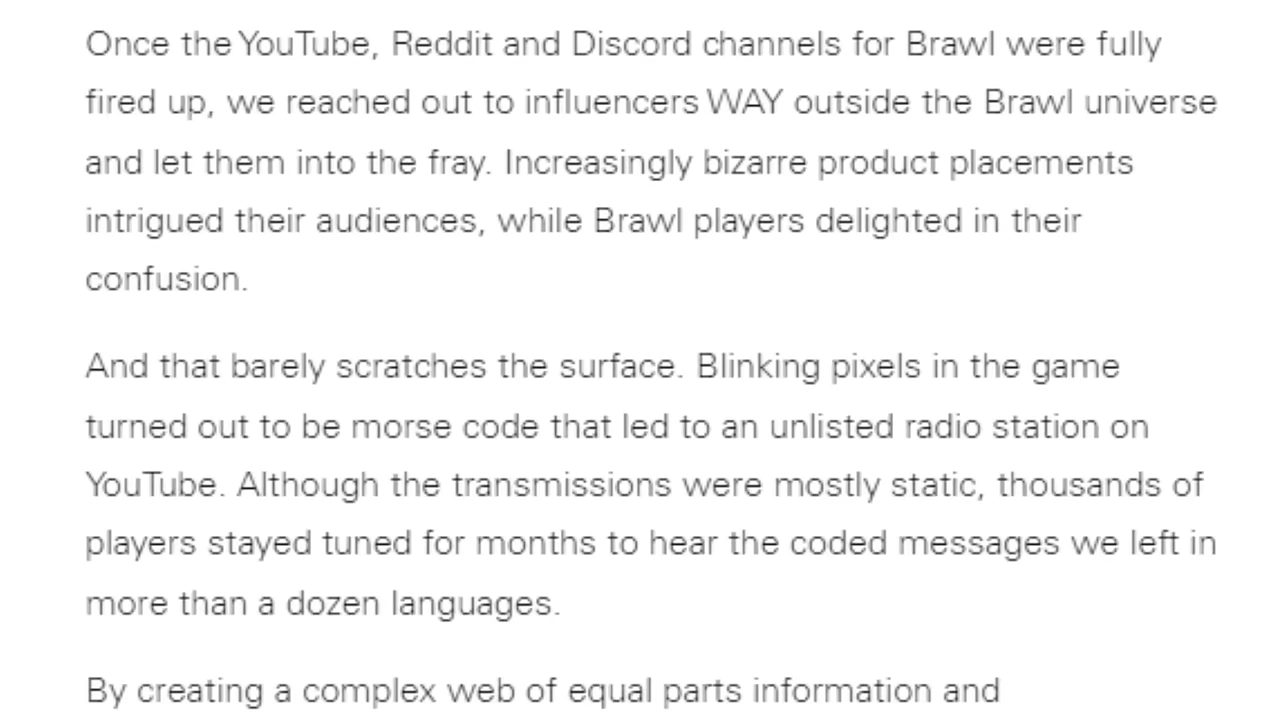 Once the YouTube, Reddit and Discord channels for Brawl were fully
fired up, we reached out to influencers WAY outside the Brawl universe
and let them into the fray. Increasingly bizarre product placements
intrigued their audiences, while Brawl players delighted in their
confusion.
And that barely scratches the surface. Blinking pixels in the game
turned out to be morse code that led to an unlisted radio station on
YouTube. Although the transmissions were mostly static, thousands of
players stayed tuned for months to hear the coded messages we left in
more than a dozen languages.
By creating a complex web of equal parts information and